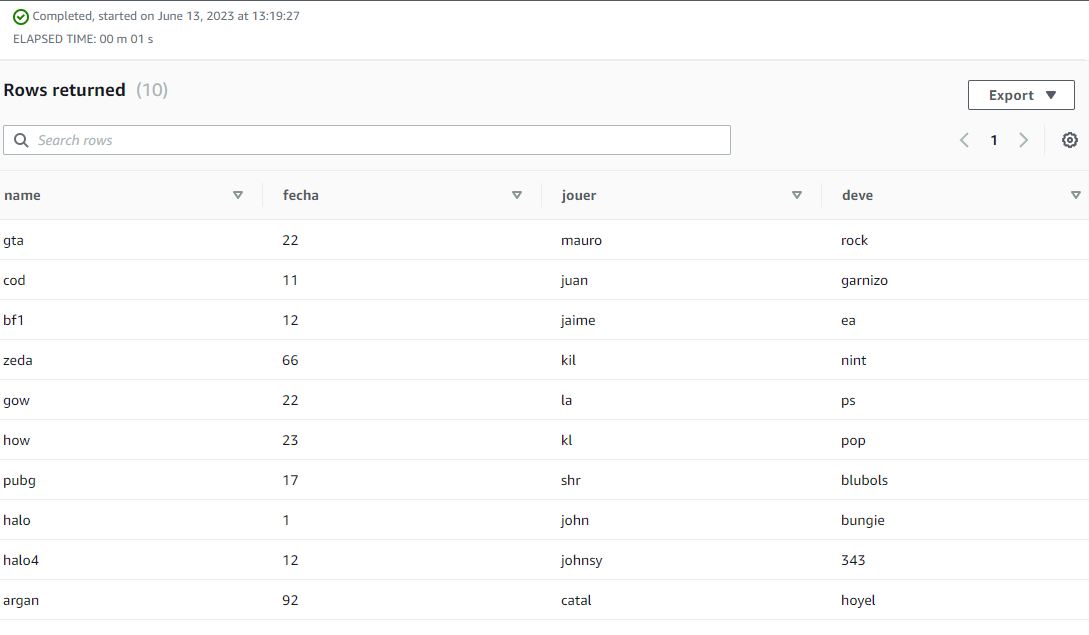 Completed, started on June 13, 2023 at 13:19:27
ELAPSED TIME: 00 m 01 s
Rows returned (10)
Export
Search rows
1
name fecha jouer deve
gta 22 mauro rock
cod 11 juan garnizo
bf1 12 jaime ea
zeda 66 kil nint
gow 22 la ps
how 23 kl pop
pubg 17 shr blubols
halo 1 john bungie
halo4 12 johnsy 343
argan 92 catal hoyel